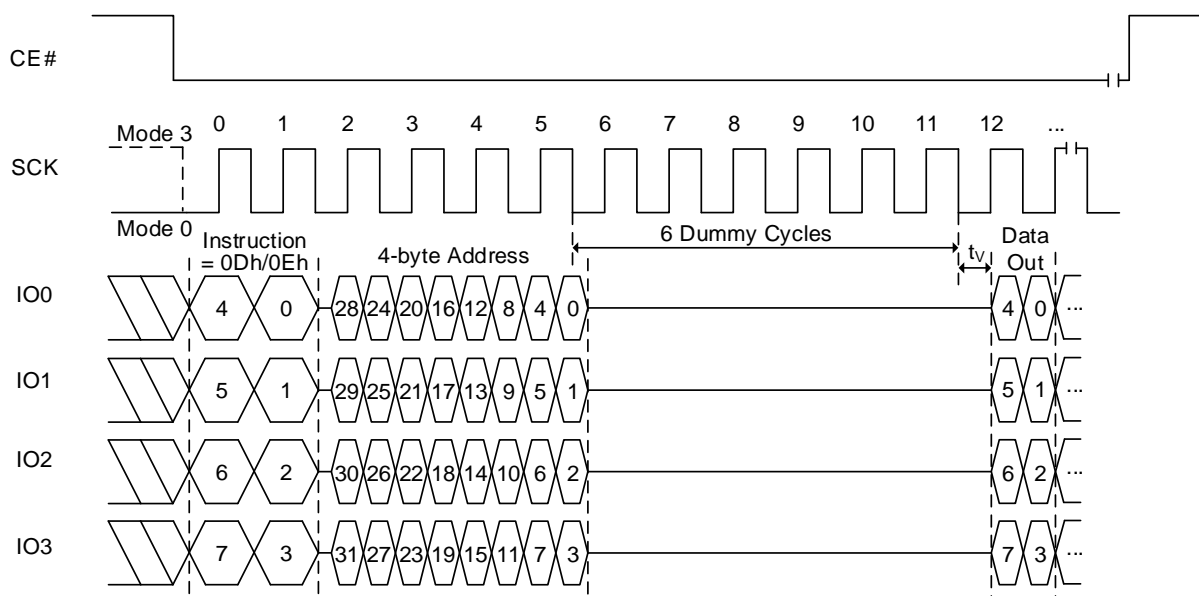 CE#
0 1 2 3 4 5 6 7 8 9 10 11 12 ...
Mode 3
SCK
Mode 0
Instruction
= 0Dh/0Eh
4-byte Address
6 Dummy Cycles
tV
Data
Out
IO0 4 0 28 24 20 16 12 8 4 0 4 0 ...
IO1 5 1 29 25 21 17 13 9 5 1 5 1 ...
IO2 6 2 30 26 22 18 14 10 6 2 6 2 ...
IO3 7 3 31 27 23 19 15 11 7 3 7 3 ...